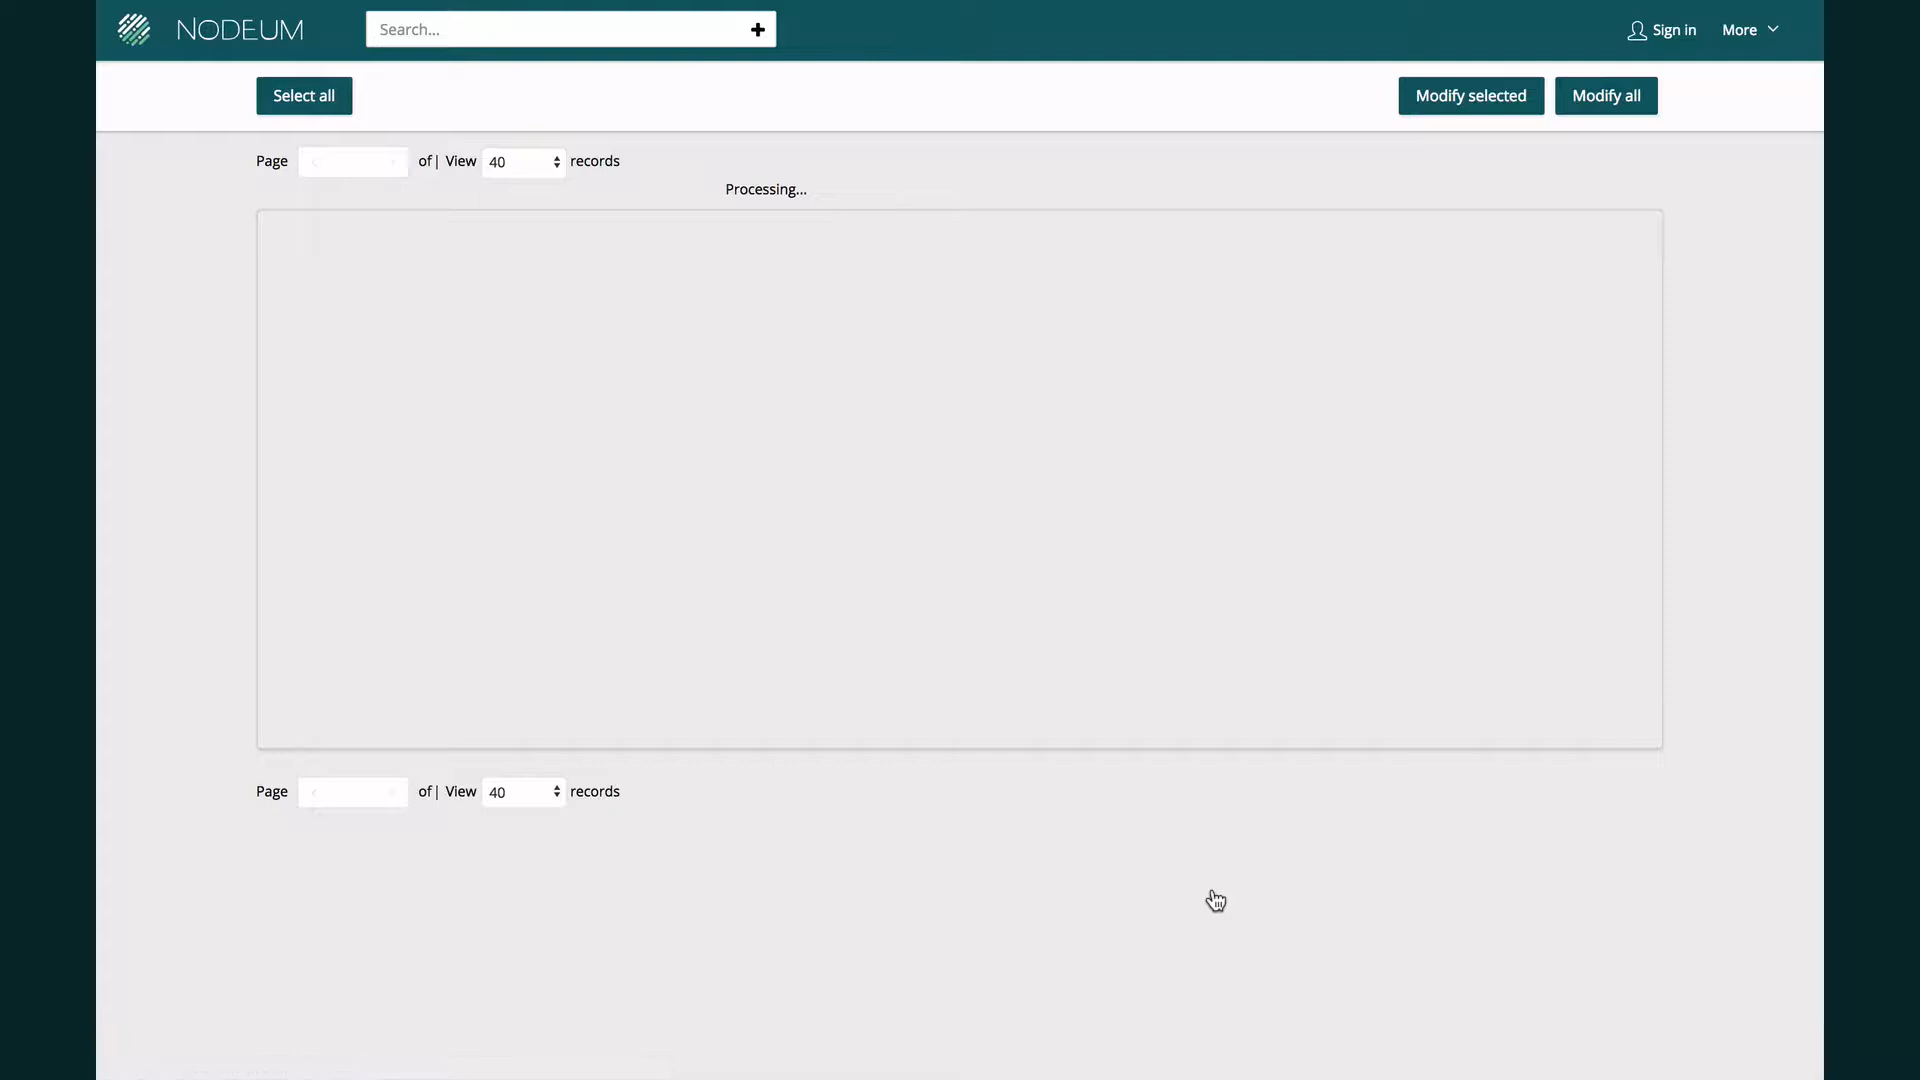 NODEUM
Search...
Sign in
More
Select all
Modify selected
Modify all
Page of| View 40 records
Processing...
Page of| View 40 records